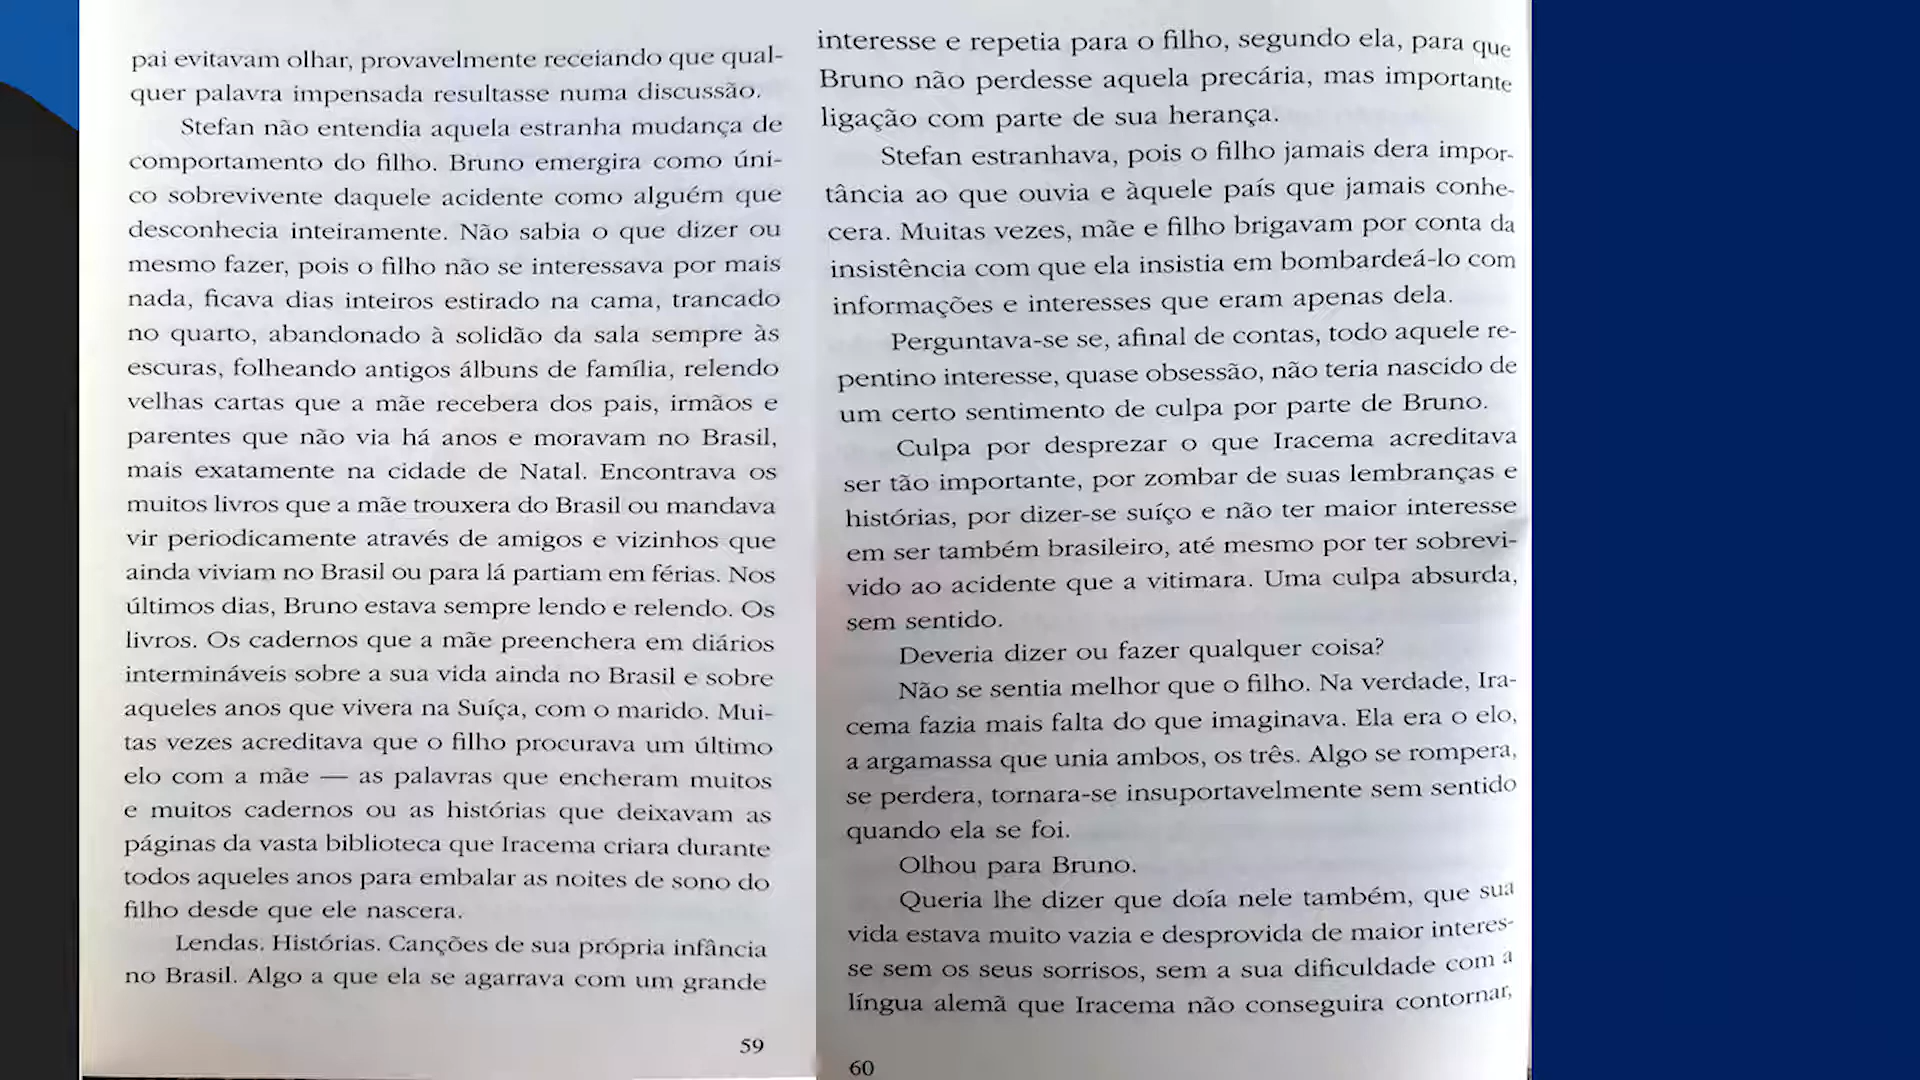 pai evitavam olhar, provavelmente receiando que qual-
quer palavra impensada resultasse numa discussão.
Stefan não entendia aquela estranha mudança de
comportamento do filho. Bruno emergira como úni-
co sobrevivente daquele acidente como alguém que
desconhecia inteiramente. Não sabia o que dizer ou
mesmo fazer, pois o filho não se interessava por mais
nada, ficava dias inteiros estirado na cama, trancado
no quarto, abandonado à solidão da sala sempre às
escuras, folheando antigos álbuns de família, relendo
velhas cartas que a mãe recebera dos pais, irmãos e
parentes que não via há anos e moravam no Brasil,
mais exatamente na cidade de Natal. Encontrava os
muitos livros que a mãe trouxera do Brasil ou mandava
vir periodicamente através de amigos e vizinhos que
ainda viviam no Brasil ou para lá partiam em férias. Nos
últimos dias, Bruno estava sempre lendo e relendo. Os
livros. Os cadernos que a mãe preenchera em diários
intermináveis sobre a sua vida ainda no Brasil e sobre
aqueles anos que vivera na Suíça, com o marido. Mui-
tas vezes acreditava que o filho procurava um último
elo com a mãe — as palavras que encheram muitos
e muitos cadernos ou as histórias que deixavam as
páginas da vasta biblioteca que Iracema criara durante
todos aqueles anos para embalar as noites de sono do
filho desde que ele nascera.
Lendas. Histórias. Canções de sua própria infância
no Brasil. Algo a que ela se agarrava com um grande
59
interesse e repetia para o filho, segundo ela, para que
Bruno não perdesse aquela precária, mas importante
ligação com parte de sua herança.
Stefan estranhava, pois o filho jamais dera impor-
tância ao que ouvia e àquele país que jamais conhe-
cera. Muitas vezes, mãe e filho brigavam por conta da
insistência com que ela insistia em bombardeá-lo com
informações e interesses que eram apenas dela.
Perguntava-se se, afinal de contas, todo aquele re-
pentino interesse, quase obsessão, não teria nascido de
um certo sentimento de culpa por parte de Bruno.
Culpa por desprezar o que Iracema acreditava
ser tão importante, por zombar de suas lembranças e
histórias, por dizer-se suíço e não ter maior interesse
em ser também brasileiro, até mesmo por ter sobrevi-
vido ao acidente que a vitimara. Uma culpa absurda,
sem sentido.
Deveria dizer ou fazer qualquer coisa?
Não se sentia melhor que o filho. Na verdade, Ira-
cema fazia mais falta do que imaginava. Ela era o elo,
a argamassa que unia ambos, os três. Algo se rompera,
se perdera, tornara-se insuportavelmente sem sentido
quando ela se foi.
Olhou para Bruno.
Queria lhe dizer que doía nele também, que sua
vida estava muito vazia e desprovida de maior interes-
se sem os seus sorrisos, sem a sua dificuldade com a
língua alemã que Iracema não conseguira contornar,
60